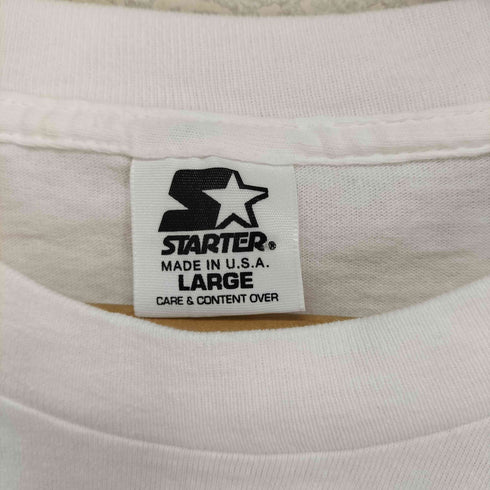 STARTER®
MADE IN U.S.A.
LARGE
CARE & CONTENT OVER